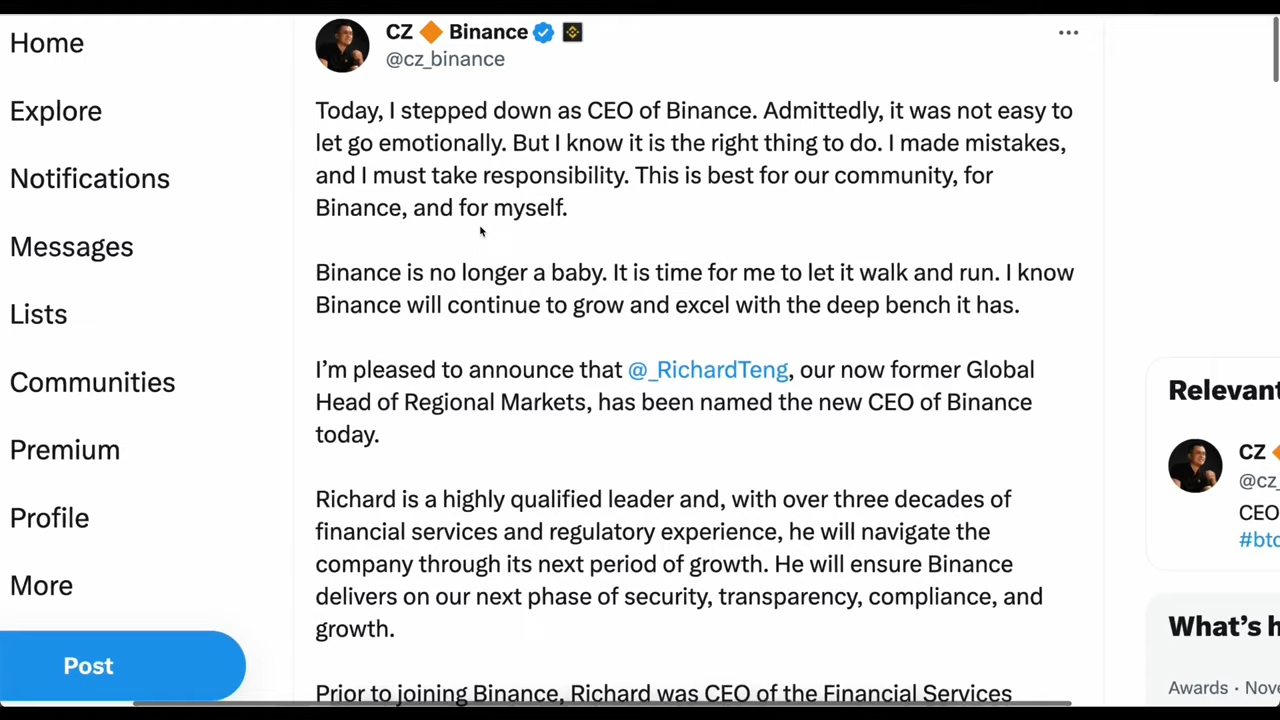 Home
Explore
Notifications
Messages
Lists
Communities
Premium
Profile
More
Post
CZ 🔶 Binance
@cz_binance
Today, I stepped down as CEO of Binance. Admittedly, it was not easy to
let go emotionally. But I know it is the right thing to do. I made mistakes,
and I must take responsibility. This is best for our community, for
Binance, and for myself.
Binance is no longer a baby. It is time for me to let it walk and run. I know
Binance will continue to grow and excel with the deep bench it has.
I’m pleased to announce that @_RichardTeng, our now former Global
Head of Regional Markets, has been named the new CEO of Binance
today.
Richard is a highly qualified leader and, with over three decades of
financial services and regulatory experience, he will navigate the
company through its next period of growth. He will ensure Binance
delivers on our next phase of security, transparency, compliance, and
growth.
Prior to joining Binance, Richard was CEO of the Financial Services
Relevant
CZ
@cz_
CEO
#btc
What’s h
Awards · Nove